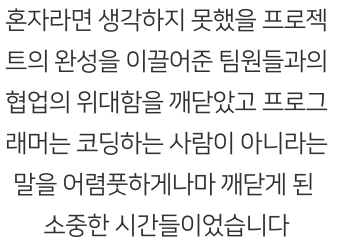 혼자라면 생각하지 못했을 프로젝
트의 완성을 이끌어준 팀원들과의
협업의 위대함을 깨닫았고 프로그
래머는 코딩하는 사람이 아니라는
말을 어렴풋하게나마 깨닫게 된
소중한 시간들이었습니다